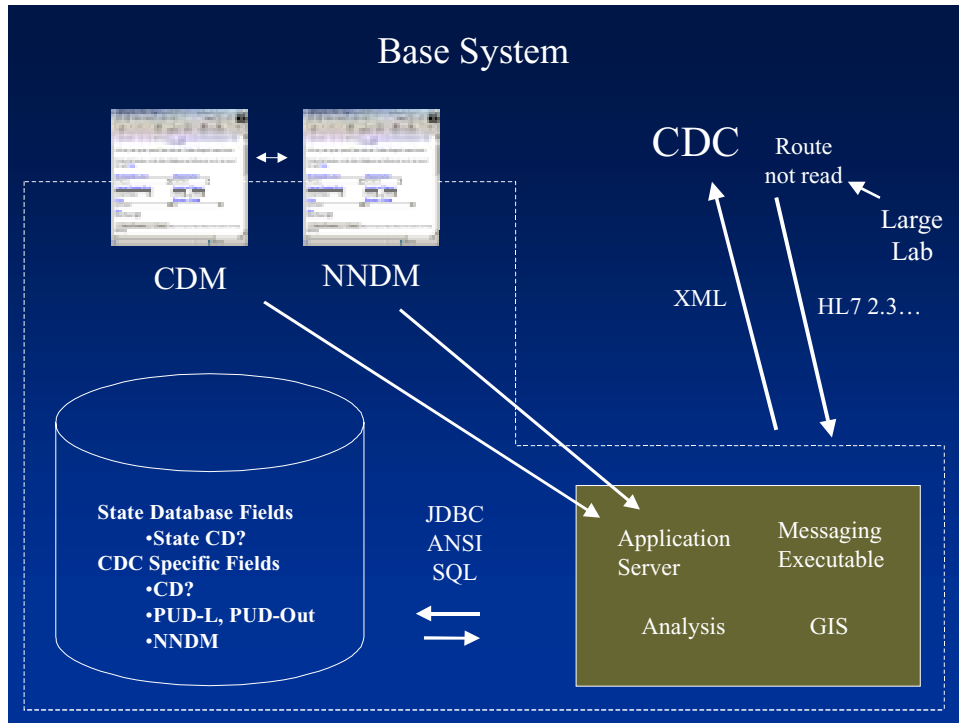 Base System
CDC
Route
not read
Large
Lab
CDM
NNDM
XML
HL7 2.3…
State Database Fields
•State CD?
CDC Specific Fields
•CD?
•PUD-L, PUD-Out
•NNDM
JDBC
ANSI
SQL
Application
Server
Messaging
Executable
Analysis
GIS